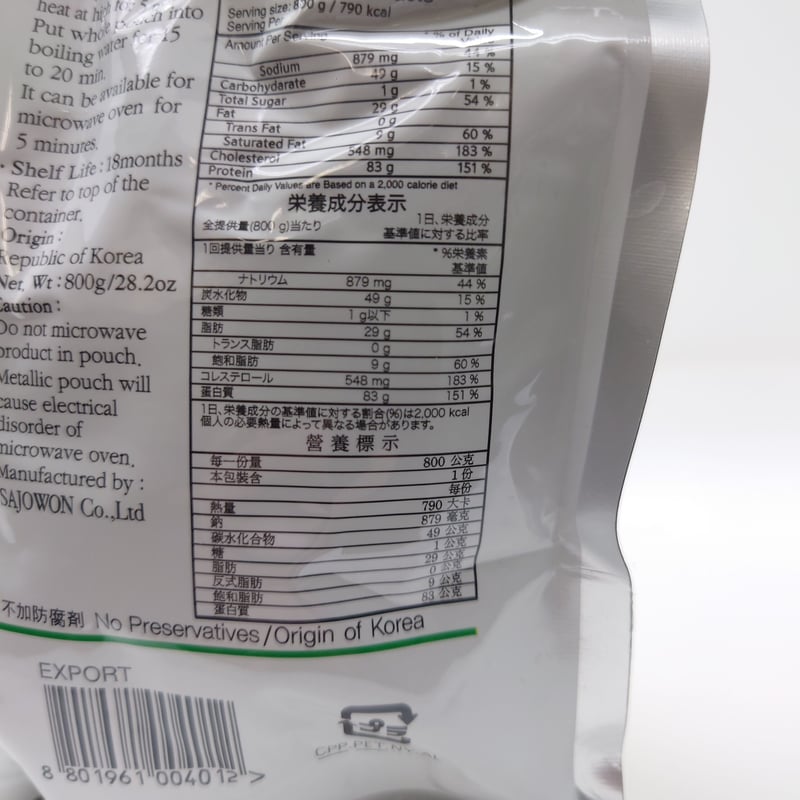 heat at high for 5
Put whole pouch into
boiling water for 15
to 20 min.
It can be available for
microwave oven for
5 minutes.
· Shelf Life : 18months
Refer to top of the
container.
Origin :
Republic of Korea
Net. Wt : 800g/28.2oz
Caution :
Do not microwave
product in pouch.
Metallic pouch will
cause electrical
disorder of
microwave oven.
Manufactured by :
SAJOWON Co.,Ltd
Serving size: 800 g / 790 kcal
Serving Per
Amount Per Serving * % of Daily
44 %
Sodium 879 mg 15 %
Carbohydarate 49 g 1 %
Total Sugar 1 g 54 %
Fat 29 g
Trans Fat 0 g
Saturated Fat 9 g 60 %
Cholesterol 548 mg 183 %
Protein 83 g 151 %
* Percent Daily Values are Based on a 2,000 calorie diet
栄養成分表示
全提供量(800 g)当たり 1日、栄養成分
基準値に対する比率
1回提供量当り 含有量 * %栄養素
基準値
ナトリウム 879 mg 44 %
炭水化物 49 g 15 %
糖類 1 g以下 1 %
脂肪 29 g 54 %
トランス脂肪 0 g
飽和脂肪 9 g 60 %
コレステロール 548 mg 183 %
蛋白質 83 g 151 %
1日、栄養成分の基準値に対する割合(%)は2,000 kcal
個人の必要熱量によって異なる場合があります。
營養標示
每一份量 800 公克
本包裝含 1 份
每份
熱量 790 大卡
鈉 879 毫克
碳水化合物 49 公克
糖 1 公克
脂肪 29 公克
反式脂肪 0 公克
飽和脂肪 9 公克
蛋白質 83 公克
不加防腐劑 No Preservatives/Origin of Korea
EXPORT
8 801961 004012 >
CPP.PET.NY.AL